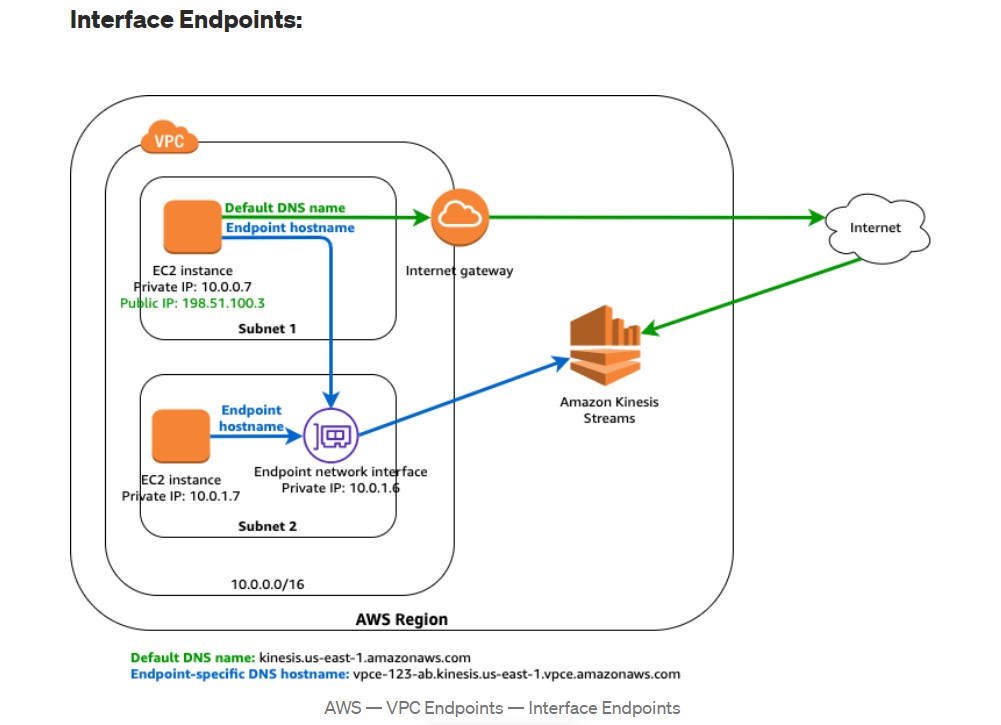 Interface Endpoints:
VPC
Default DNS name
Endpoint hostname
EC2 instance
Private IP: 10.0.0.7
Public IP: 198.51.100.3
Subnet 1
Internet gateway
Internet
Amazon Kinesis
Streams
Endpoint
hostname
EC2 instance
Private IP: 10.0.1.7
Endpoint network interface
Private IP: 10.0.1.6
Subnet 2
10.0.0.0/16
AWS Region
Default DNS name: kinesis.us-east-1.amazonaws.com
Endpoint-specific DNS hostname: vpce-123-ab.kinesis.us-east-1.vpce.amazonaws.com
AWS — VPC Endpoints — Interface Endpoints